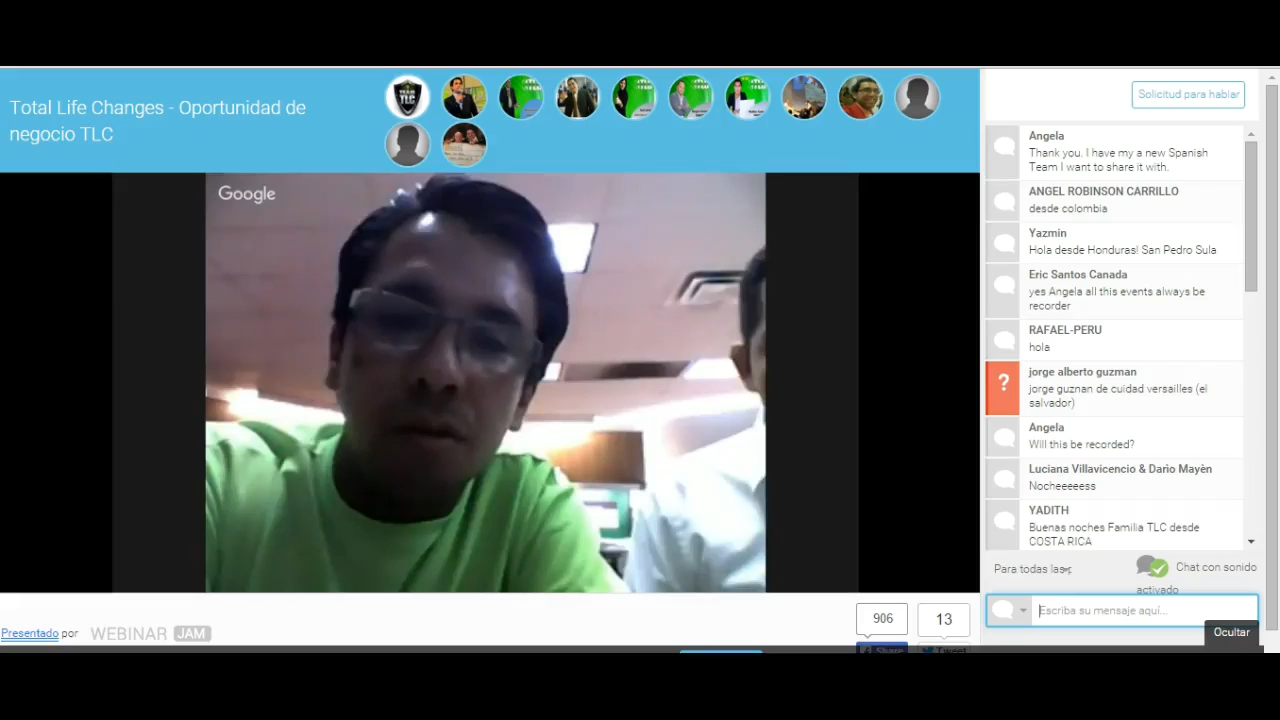 Total Life Changes - Oportunidad de
negocio TLC
TEAM
TLC
Google
Solicitud para hablar
Angela
Thank you. I have my a new Spanish
Team I want to share it with.
ANGEL ROBINSON CARRILLO
desde colombia
Yazmin
Hola desde Honduras! San Pedro Sula
Eric Santos Canada
yes Angela all this events always be
recorder
RAFAEL-PERU
hola
?
jorge alberto guzman
jorge guznan de cuidad versailles (el
salvador)
Angela
Will this be recorded?
Luciana Villavicencio & Darìo Mayèn
Nocheeeeess
YADITH
Buenas noches Familia TLC desde
COSTA RICA
Para todas las
Chat con sonido
activado
Escriba su mensaje aquí...
Ocultar
Presentado por WEBINAR JAM
906
13
Share
Tweet